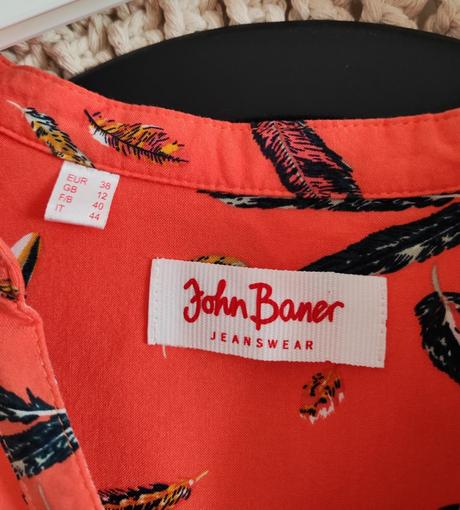 EUR 38
GB 12
F/B 40
IT 44
John Baner
JEANSWEAR